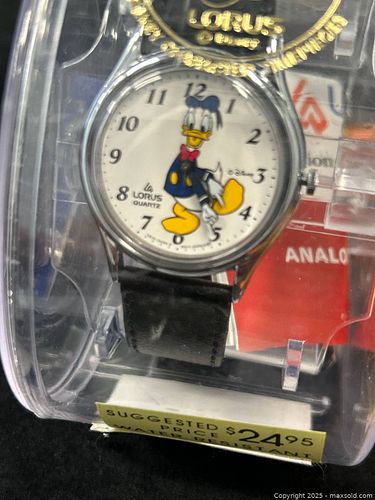 LORUS
© DISNEY
11 12 1
10 2
9 © Disney 3
8
LORUS
QUARTZ
7 6 5
ANALO
SUGGESTED $24.95
PRICE
WATER RESISTANT
Copyright 2025 - maxsold.com